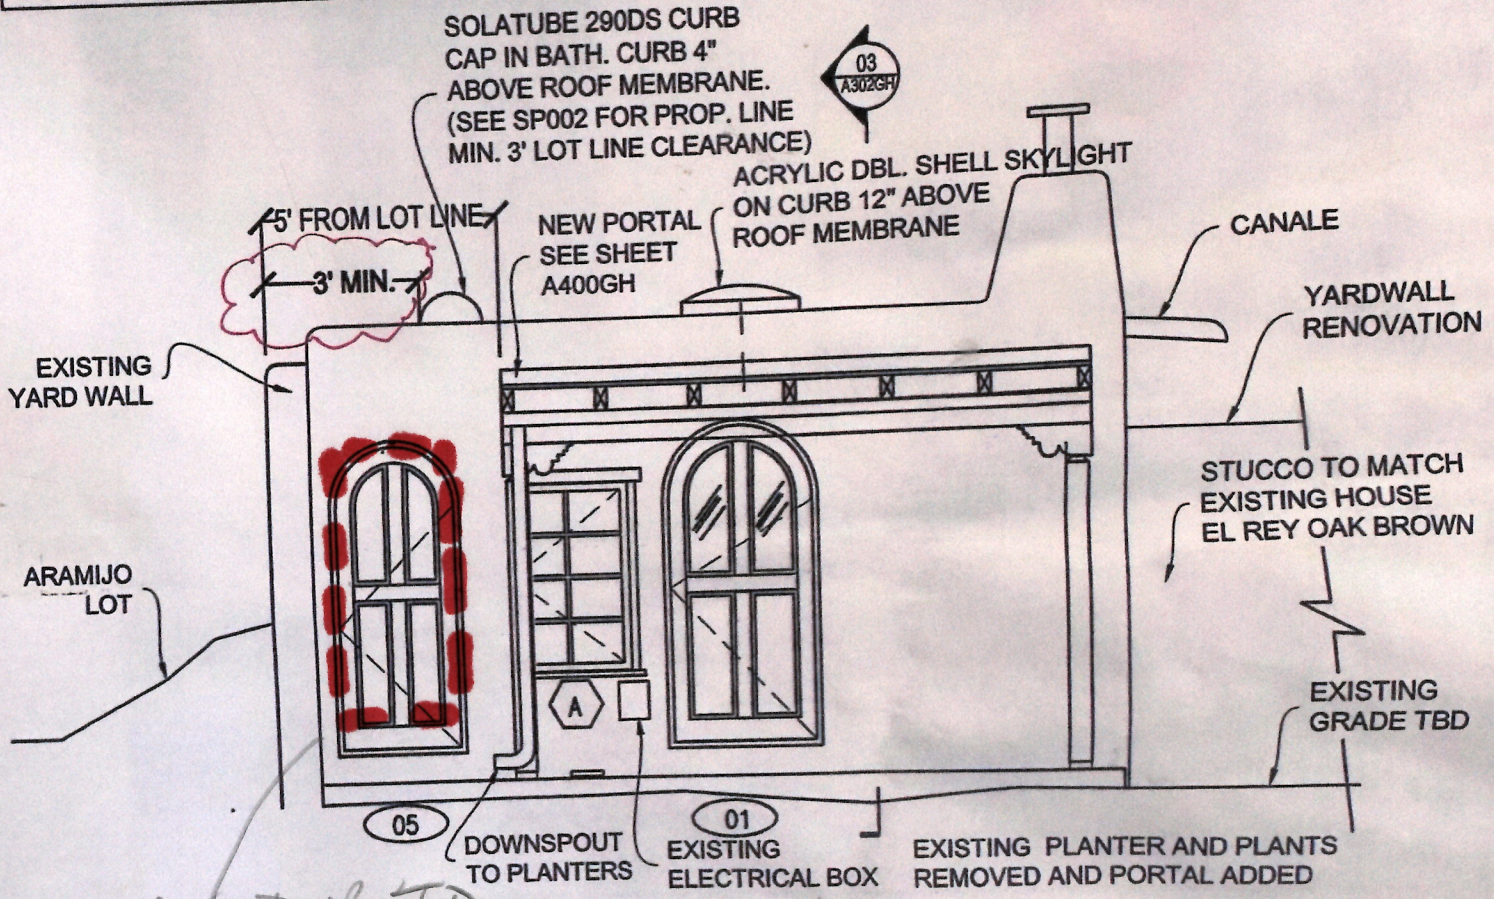 SOLATUBE 290DS CURB
CAP IN BATH. CURB 4"
ABOVE ROOF MEMBRANE.
(SEE SP002 FOR PROP. LINE
MIN. 3' LOT LINE CLEARANCE)
03
A302GH
ACRYLIC DBL. SHELL SKYLIGHT
ON CURB 12" ABOVE
ROOF MEMBRANE
5' FROM LOT LINE
3' MIN.
NEW PORTAL
SEE SHEET
A400GH
CANALE
YARDWALL
RENOVATION
EXISTING
YARD WALL
STUCCO TO MATCH
EXISTING HOUSE
EL REY OAK BROWN
ARAMIJO
LOT
A
EXISTING
GRADE TBD
05
01
DOWNSPOUT
TO PLANTERS
EXISTING
ELECTRICAL BOX
EXISTING PLANTER AND PLANTS
REMOVED AND PORTAL ADDED